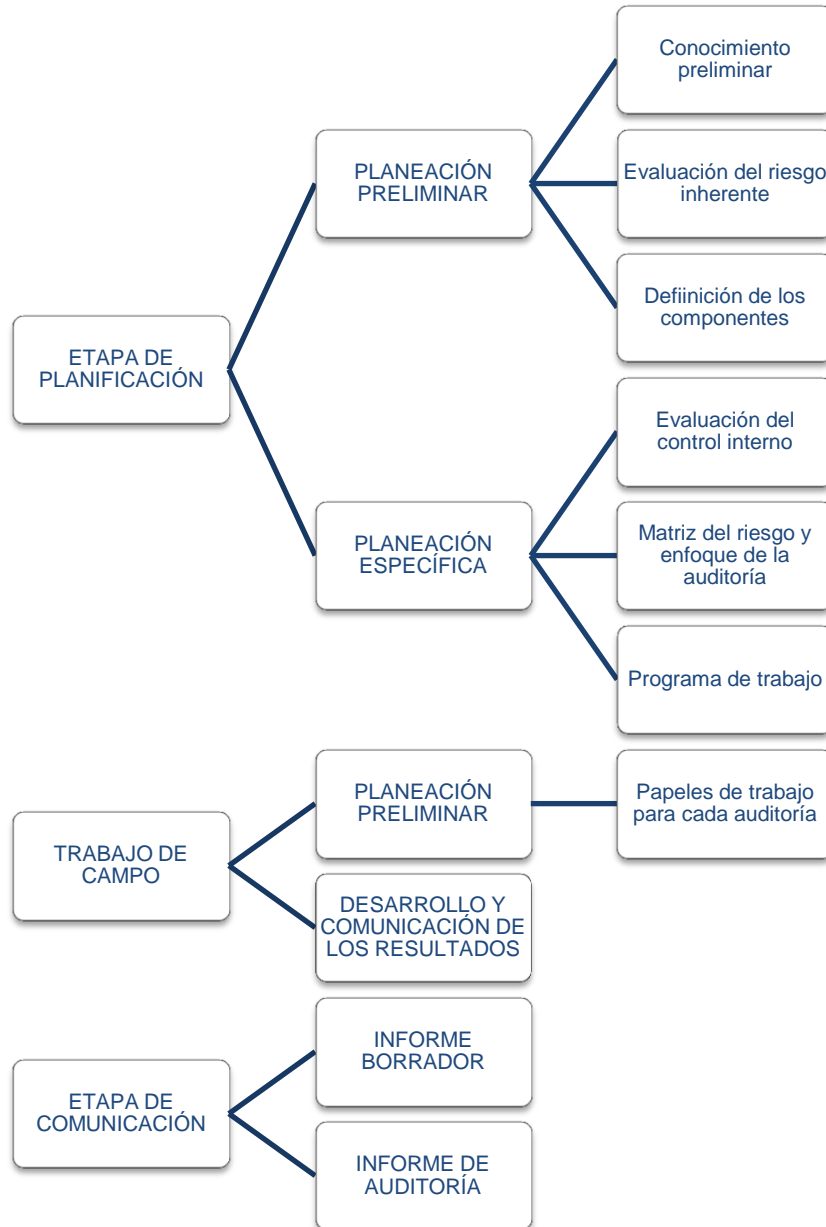 Conocimiento
preliminar
PLANEACIÓN
PRELIMINAR
Evaluación del riesgo
inherente
Defiinición de los
componentes
ETAPA DE
PLANIFICACIÓN
Evaluación del
control interno
PLANEACIÓN
ESPECÍFICA
Matriz del riesgo y
enfoque de la
auditoría
Programa de trabajo
TRABAJO DE
CAMPO
PLANEACIÓN
PRELIMINAR
Papeles de trabajo
para cada auditoría
DESARROLLO Y
COMUNICACIÓN DE
LOS RESULTADOS
ETAPA DE
COMUNICACIÓN
INFORME
BORRADOR
INFORME DE
AUDITORÍA